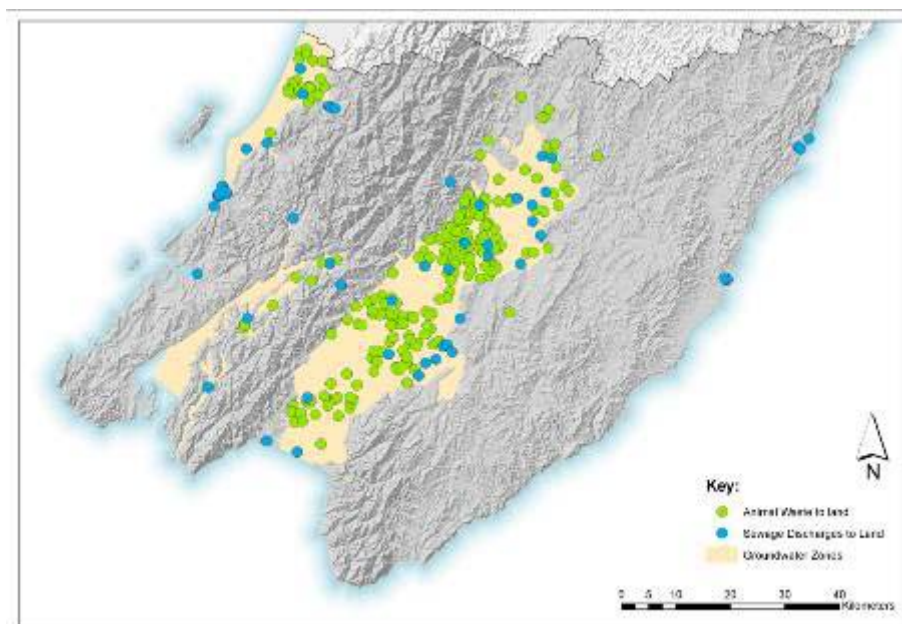 N
Key:
Animal Waste to land
Sewage Discharges to Land
Groundwater Zones
0 5 10 20 30 40
Kilometers